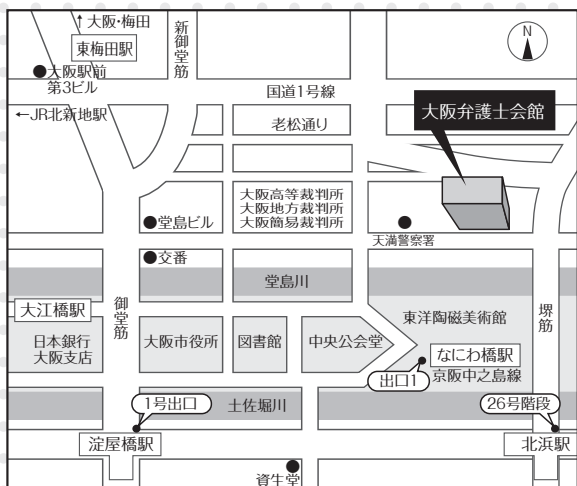 ↑大阪・梅田
東梅田駅
新御堂筋
N
●大阪駅前
第3ビル
国道1号線
←JR北新地駅
老松通り
大阪弁護士会館
大阪高等裁判所
大阪地方裁判所
大阪簡易裁判所
●堂島ビル
天満警察署
●交番
堂島川
大江橋駅
御堂筋
東洋陶磁美術館
堺筋
日本銀行
大阪支店
大阪市役所
図書館
中央公会堂
なにわ橋駅
京阪中之島線
出口1
1号出口
土佐堀川
26号階段
淀屋橋駅
北浜駅
資生堂